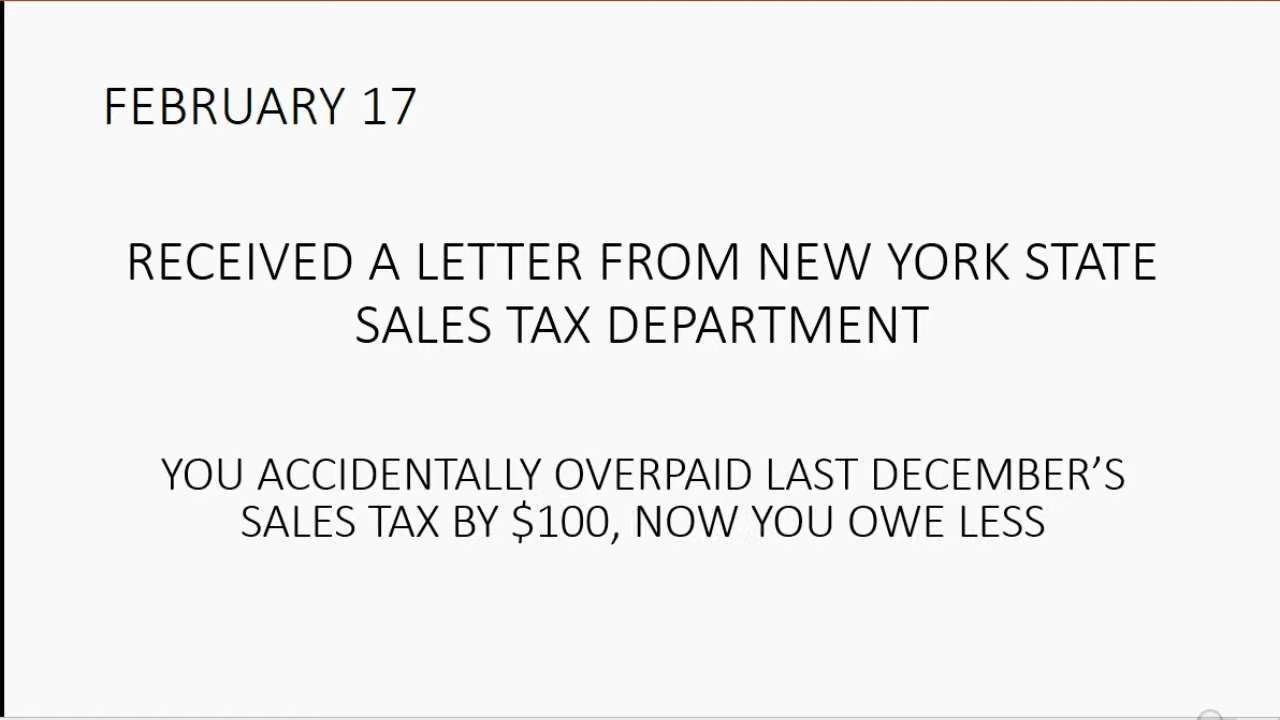 FEBRUARY 17
RECEIVED A LETTER FROM NEW YORK STATE
SALES TAX DEPARTMENT
YOU ACCIDENTALLY OVERPAID LAST DECEMBER’S
SALES TAX BY $100, NOW YOU OWE LESS